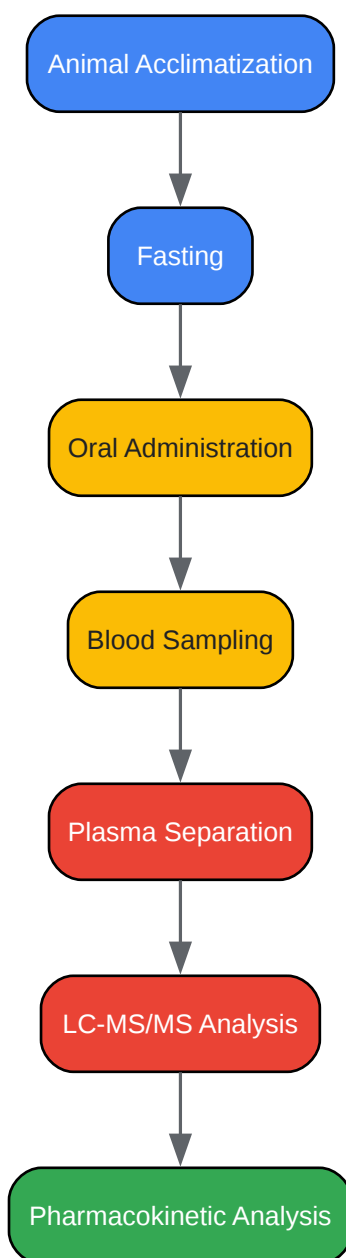 Animal Acclimatization
Fasting
Oral Administration
Blood Sampling
Plasma Separation
LC-MS/MS Analysis
Pharmacokinetic Analysis